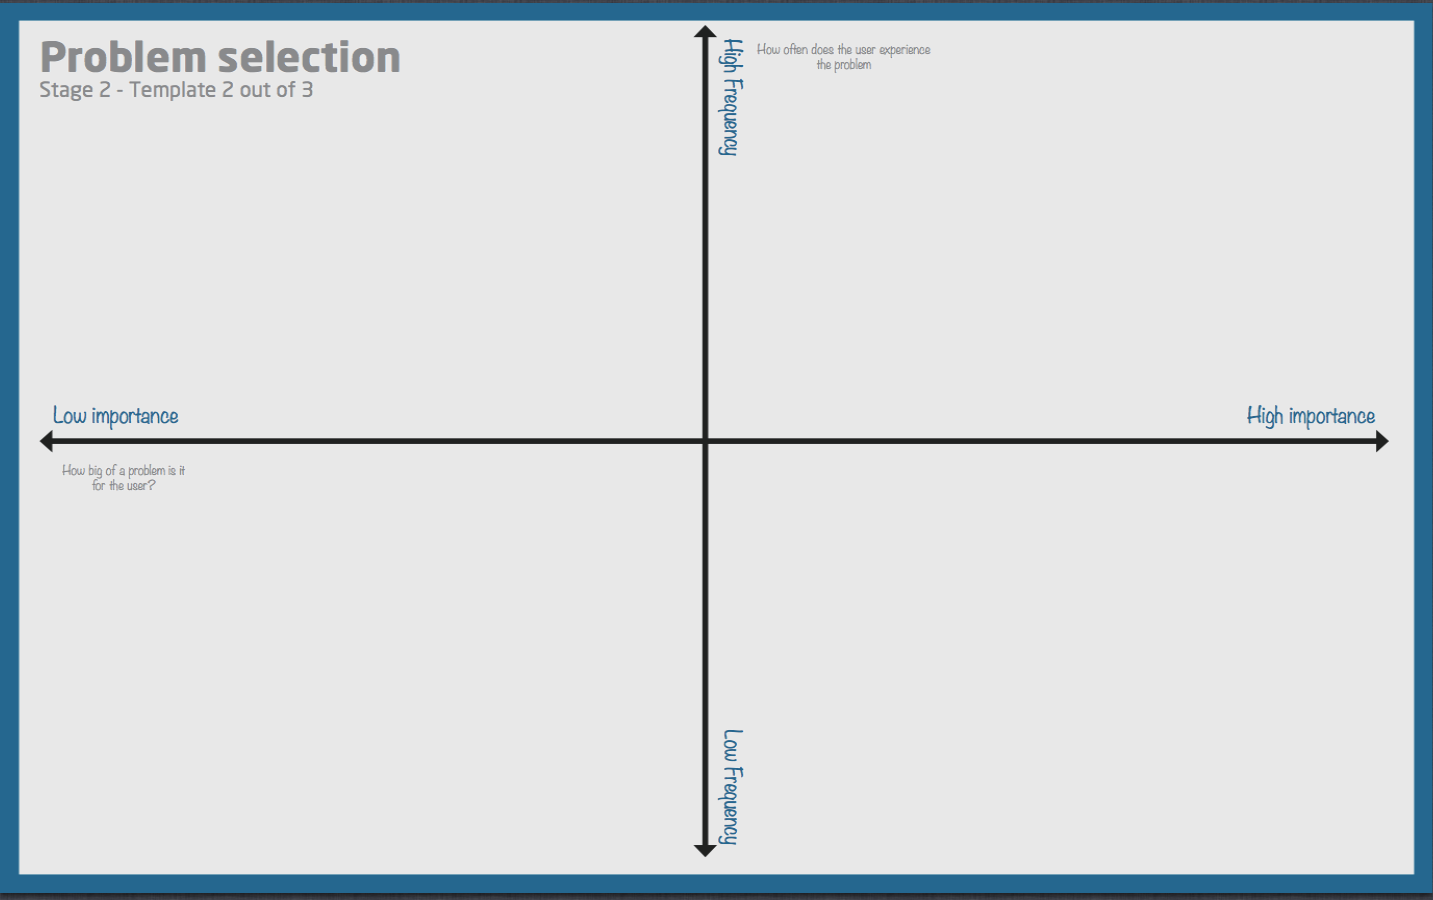 Problem selection
Stage 2 - Template 2 out of 3
High Frequency
How often does the user experience
the problem
Low importance
High importance
How big of a problem is it
for the user?
Low Frequency